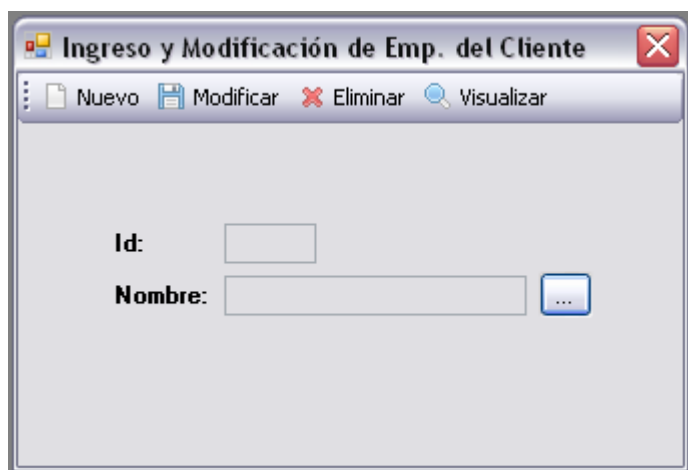 Ingreso y Modificación de Emp. del Cliente
Nuevo Modificar Eliminar Visualizar
Id:
Nombre: ...